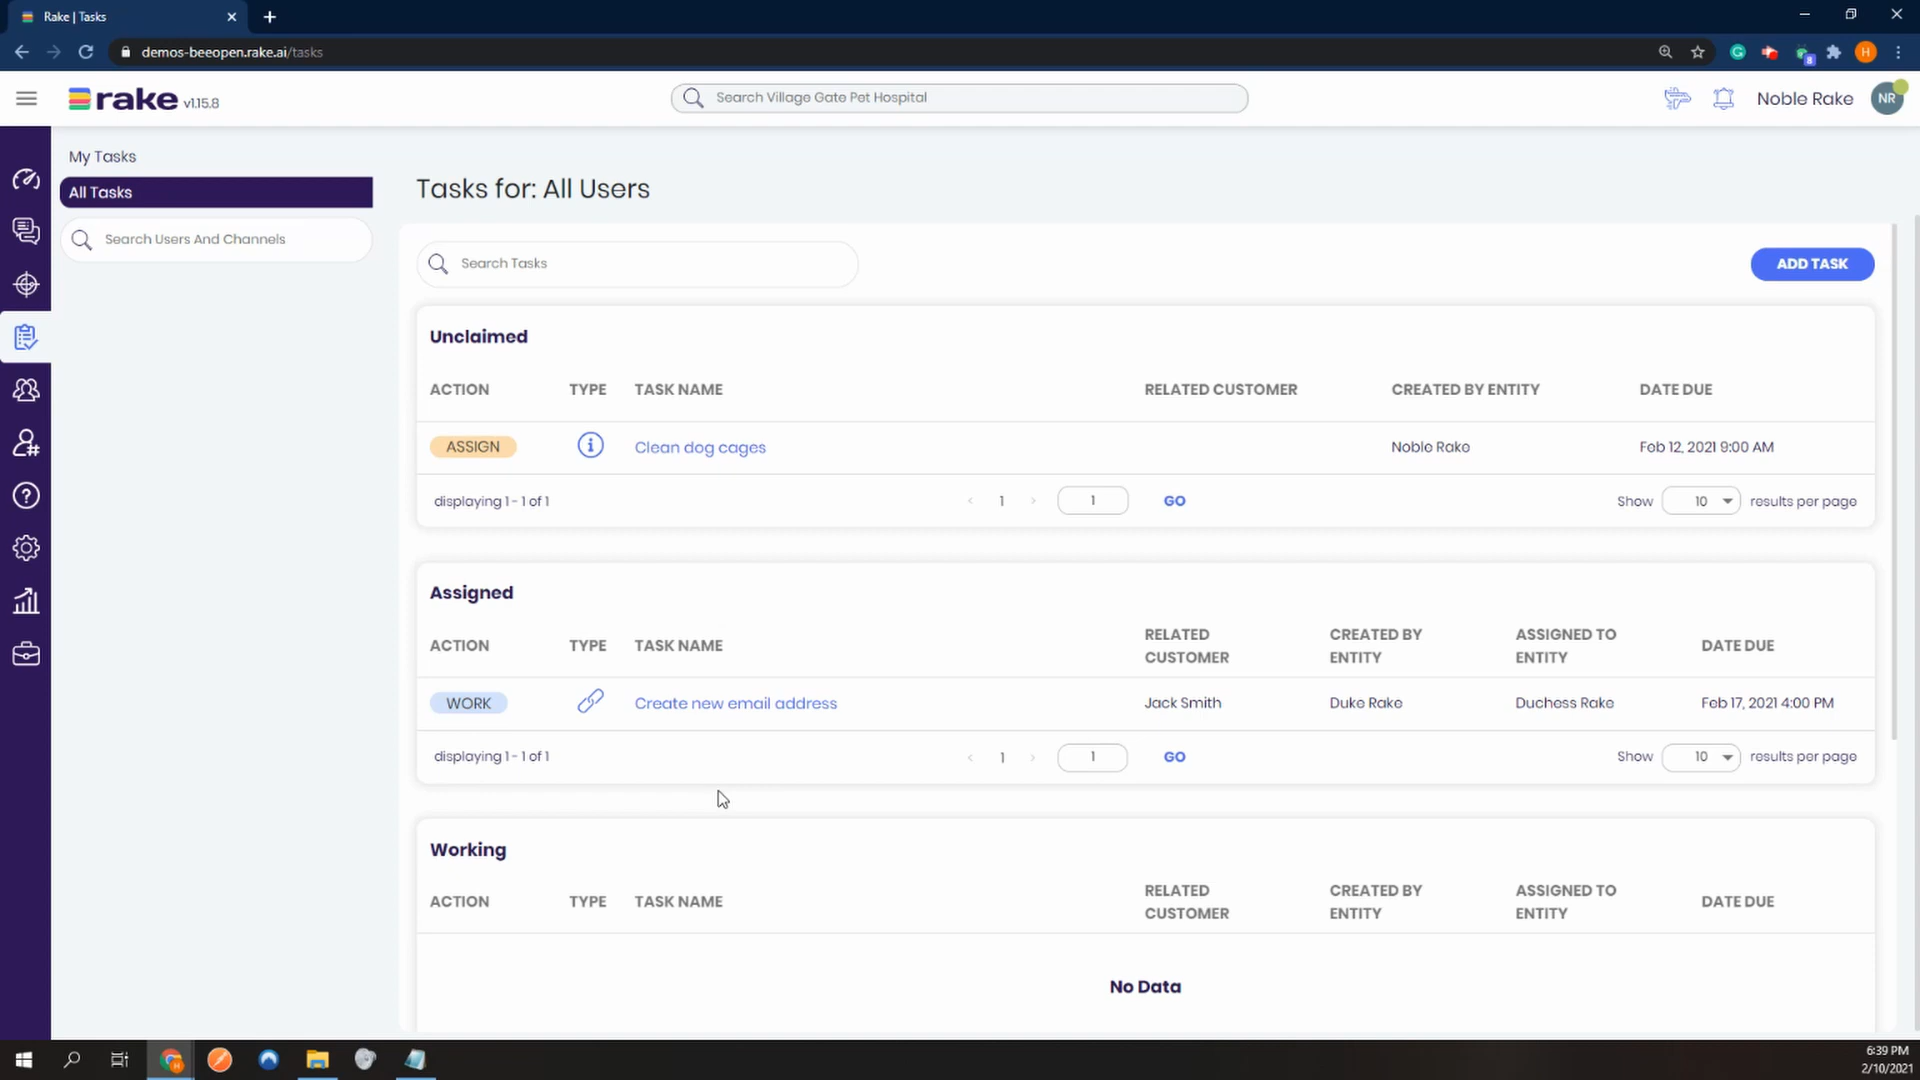 Rake | Tasks
demos-beeopen.rake.ai/tasks
8
H
rake v1.15.8
Search Village Gate Pet Hospital
Noble Rake
NR
My Tasks
All Tasks
Search Users And Channels
Tasks for: All Users
Search Tasks
ADD TASK
Unclaimed
ACTION TYPE TASK NAME RELATED CUSTOMER CREATED BY ENTITY DATE DUE
ASSIGN Clean dog cages Noble Rake Feb 12, 2021 9:00 AM
displaying 1 - 1 of 1 < 1 > 1 GO Show 10 results per page
Assigned
ACTION TYPE TASK NAME RELATED CUSTOMER CREATED BY ENTITY ASSIGNED TO ENTITY DATE DUE
WORK Create new email address Jack Smith Duke Rake Duchess Rake Feb 17, 2021 4:00 PM
displaying 1 - 1 of 1 < 1 > 1 GO Show 10 results per page
Working
ACTION TYPE TASK NAME RELATED CUSTOMER CREATED BY ENTITY ASSIGNED TO ENTITY DATE DUE
No Data
6:39 PM
2/10/2021